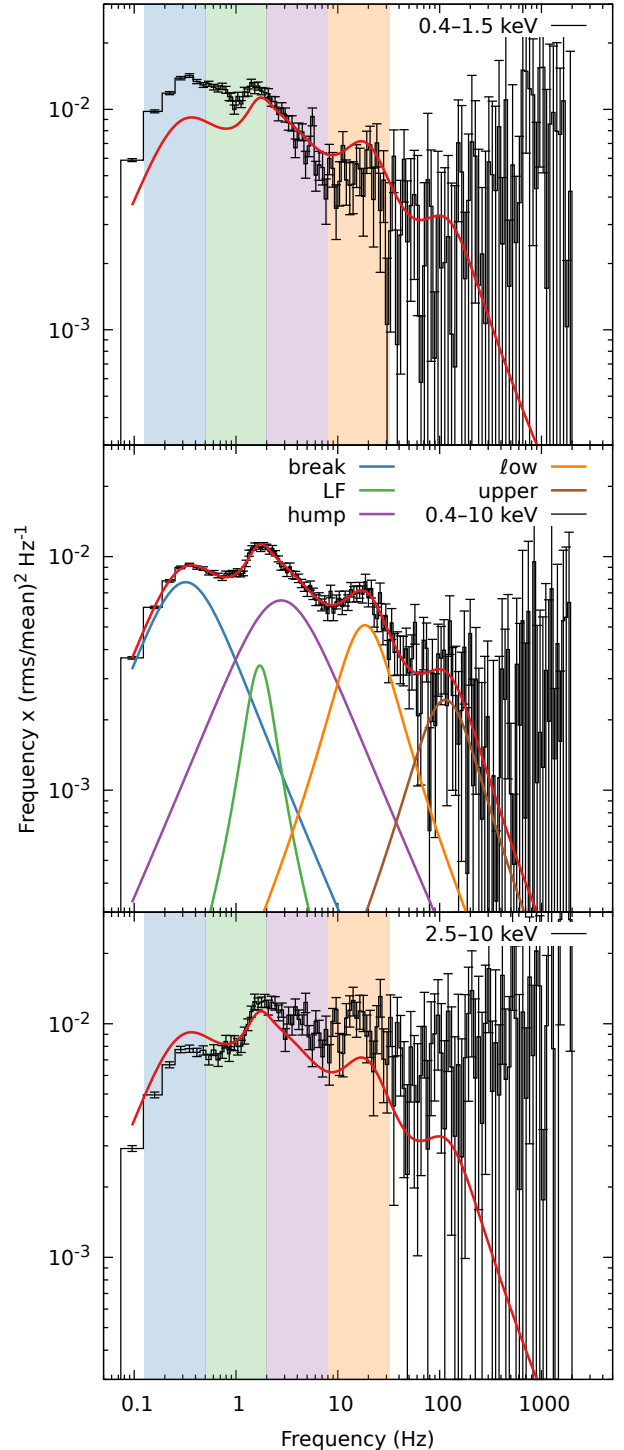 0.4–1.5 keV
10⁻²
10⁻³
break
LF
hump
ℓow
upper
0.4–10 keV
10⁻²
10⁻³
Frequency x (rms/mean)² Hz⁻¹
2.5–10 keV
10⁻²
10⁻³
0.1 1 10 100 1000
Frequency (Hz)